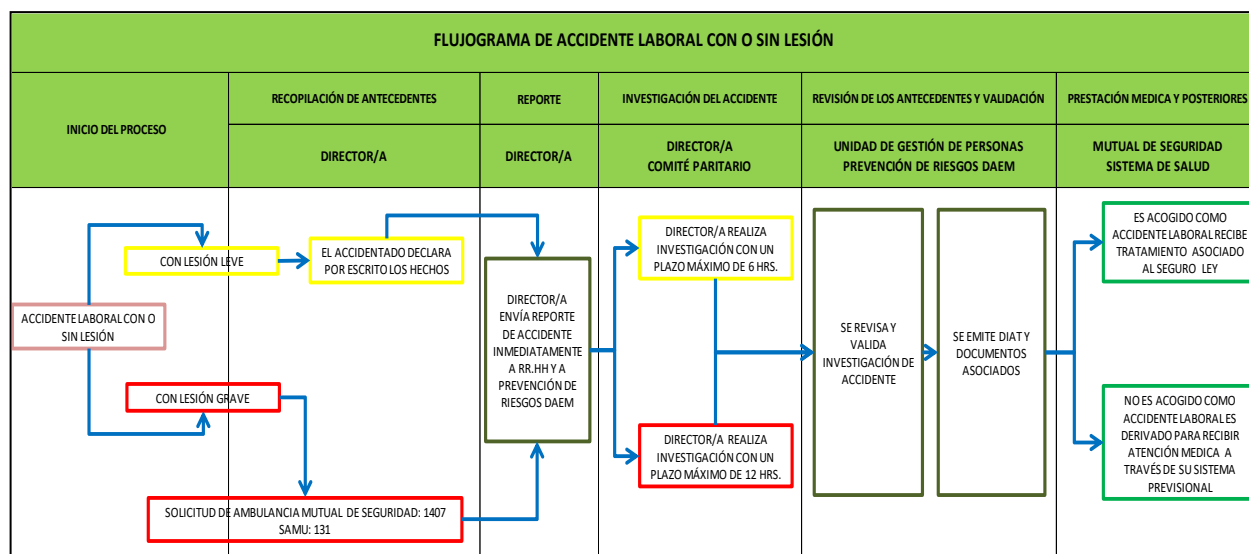 FLUJOGRAMA DE ACCIDENTE LABORAL CON O SIN LESIÓN
INICIO DEL PROCESO
RECOPILACIÓN DE ANTECEDENTES
REPORTE
INVESTIGACIÓN DEL ACCIDENTE
REVISIÓN DE LOS ANTECEDENTES Y VALIDACIÓN
PRESTACIÓN MEDICA Y POSTERIORES
DIRECTOR/A
DIRECTOR/A
DIRECTOR/A
COMITÉ PARITARIO
UNIDAD DE GESTIÓN DE PERSONAS
PREVENCIÓN DE RIESGOS DAEM
MUTUAL DE SEGURIDAD
SISTEMA DE SALUD
ACCIDENTE LABORAL CON O
SIN LESIÓN
CON LESIÓN LEVE
EL ACCIDENTADO DECLARA
POR ESCRITO LOS HECHOS
CON LESIÓN GRAVE
SOLICITUD DE AMBULANCIA MUTUAL DE SEGURIDAD: 1407
SAMU: 131
DIRECTOR/A
ENVÍA REPORTE
DE ACCIDENTE
INMEDIATAMENTE
A RR.HH Y A
PREVENCIÓN DE
RIESGOS DAEM
DIRECTOR/A REALIZA
INVESTIGACIÓN CON UN
PLAZO MÁXIMO DE 6 HRS.
DIRECTOR/A REALIZA
INVESTIGACIÓN CON UN
PLAZO MÁXIMO DE 12 HRS.
SE REVISA Y
VALIDA
INVESTIGACIÓN DE
ACCIDENTE
SE EMITE DIAT Y
DOCUMENTOS
ASOCIADOS
ES ACOGIDO COMO
ACCIDENTE LABORAL RECIBE
TRATAMIENTO ASOCIADO
AL SEGURO LEY
NO ES ACOGIDO COMO
ACCIDENTE LABORAL ES
DERIVADO PARA RECIBIR
ATENCIÓN MEDICA A
TRAVÉS DE SU SISTEMA
PREVISIONAL